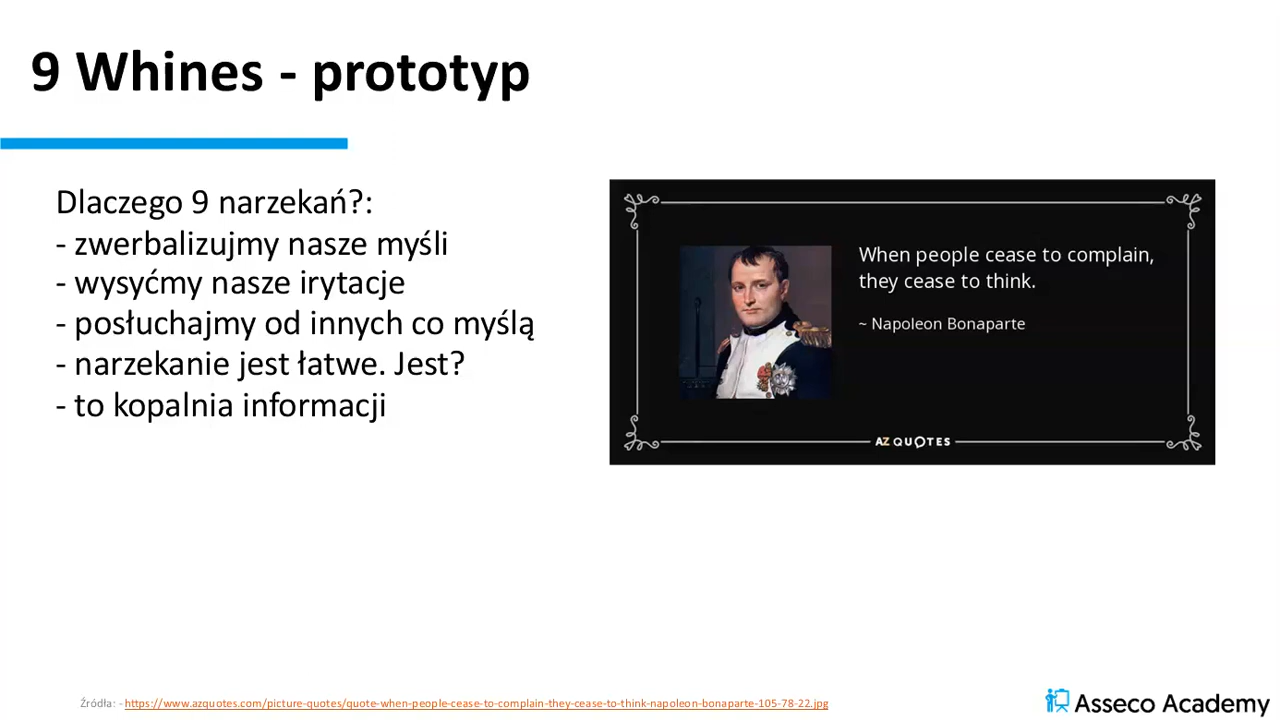 9 Whines - prototyp
Dlaczego 9 narzekań?:
- zwerbalizujmy nasze myśli
- wysyćmy nasze irytacje
- posłuchajmy od innych co myślą
- narzekanie jest łatwe. Jest?
- to kopalnia informacji
When people cease to complain,
they cease to think.
~ Napoleon Bonaparte
AZ QUOTES
Źródła: - https://www.azquotes.com/picture-quotes/quote-when-people-cease-to-complain-they-cease-to-think-napoleon-bonaparte-105-78-22.jpg
Asseco Academy